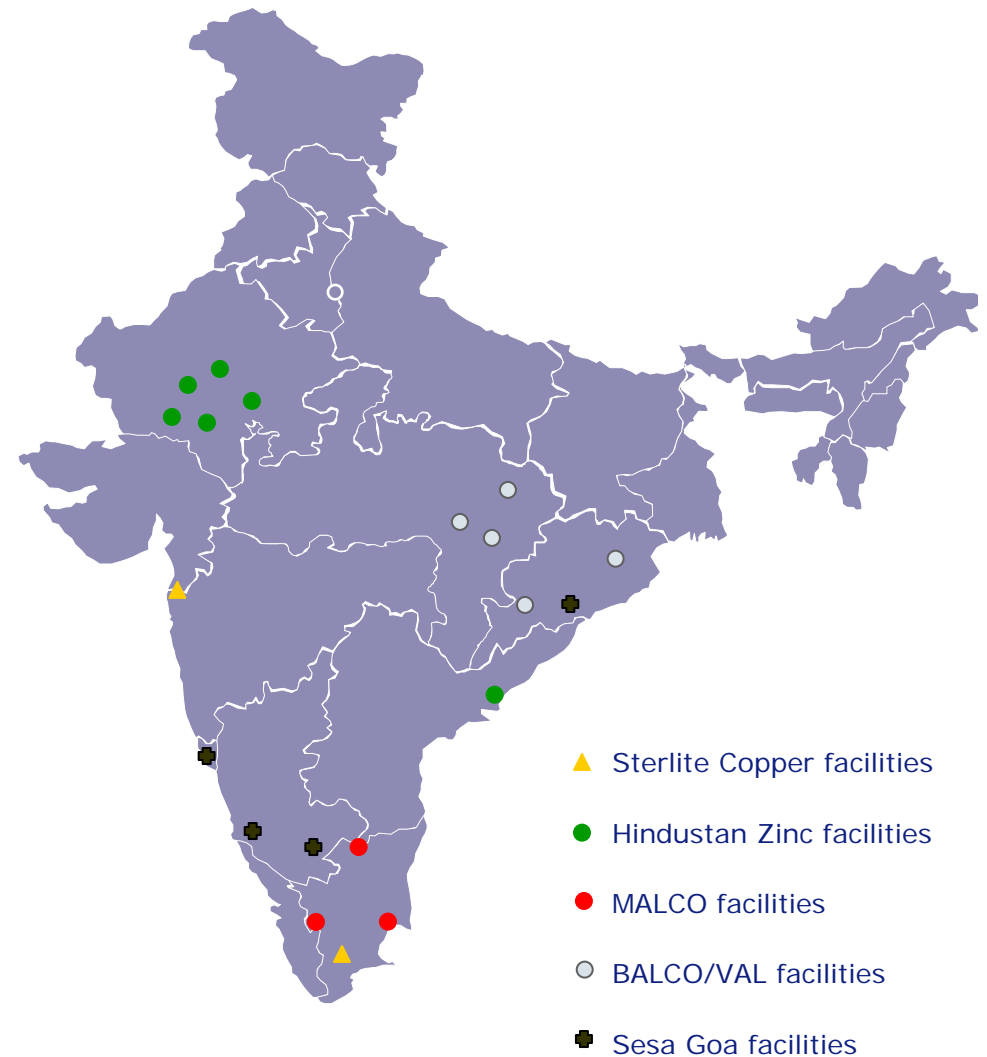 Sterlite Copper facilities
Hindustan Zinc facilities
MALCO facilities
BALCO/VAL facilities
Sesa Goa facilities